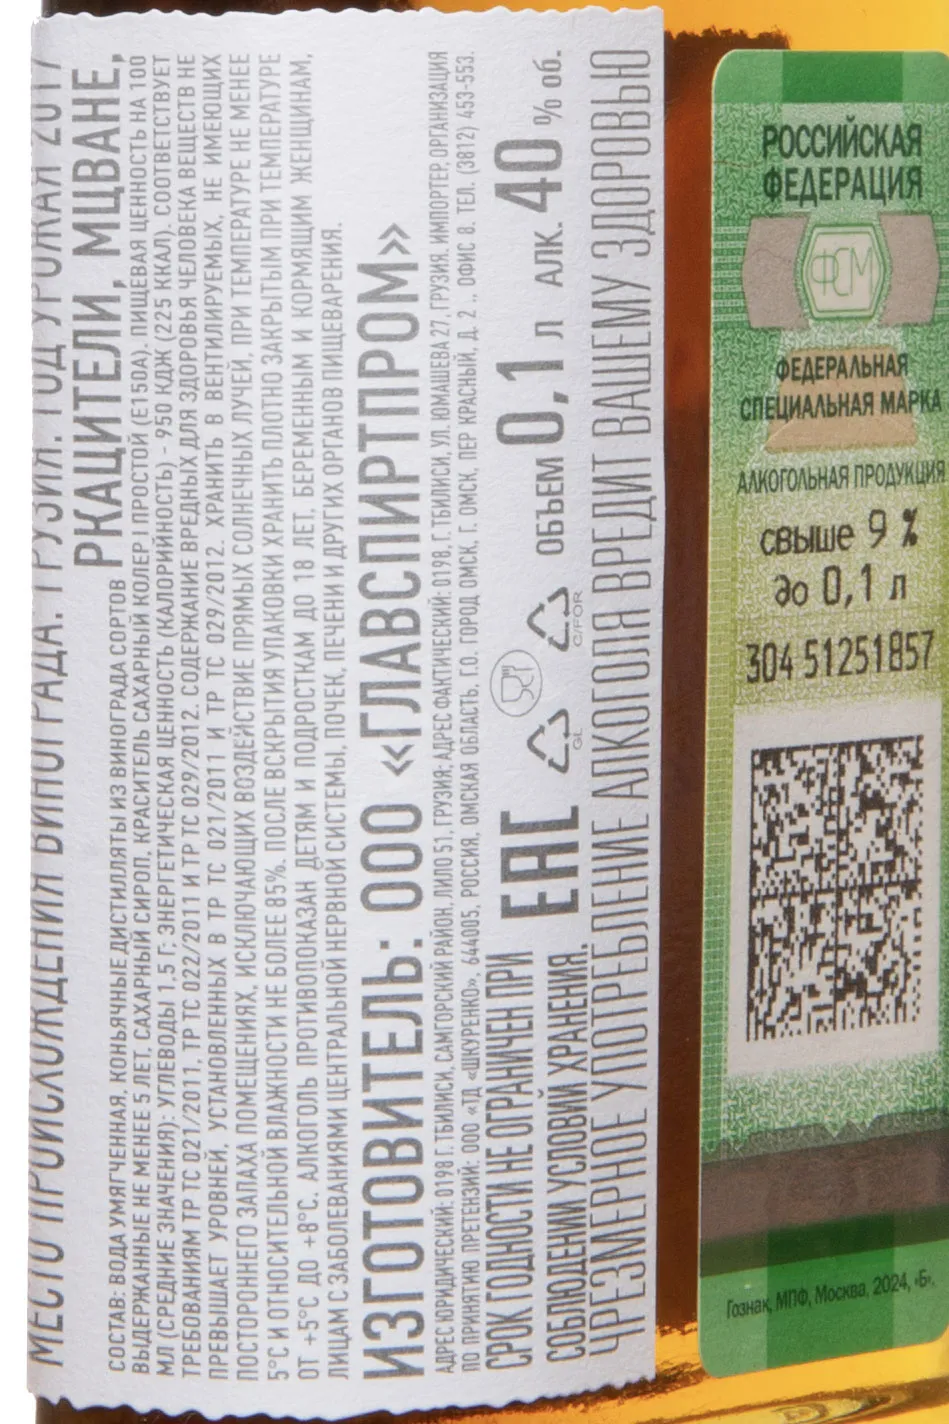 МЕСТО ПРОИСХОЖДЕНИЯ ВИНОГРАДА: ГРУЗИЯ. ГОД УРОЖАЯ 2017
СОСТАВ: ВОДА УМЯГЧЕННАЯ, КОНЬЯЧНЫЕ ДИСТИЛЛЯТЫ ИЗ ВИНОГРАДА СОРТОВ РКАЦИТЕЛИ, МЦВАНЕ,
ВЫДЕРЖАННЫЕ НЕ МЕНЕЕ 5 ЛЕТ, САХАРНЫЙ СИРОП, КРАСИТЕЛЬ САХАРНЫЙ КОЛЕР I ПРОСТОЙ (Е150А). ПИЩЕВАЯ ЦЕННОСТЬ НА 100
МЛ (СРЕДНИЕ ЗНАЧЕНИЯ): УГЛЕВОДЫ 1,5 Г; ЭНЕРГЕТИЧЕСКАЯ ЦЕННОСТЬ (КАЛОРИЙНОСТЬ) - 950 КДЖ (225 ККАЛ). СООТВЕТСТВУЕТ
ТРЕБОВАНИЯМ ТР ТС 021/2011, ТР ТС 022/2011 И ТР ТС 029/2012. СОДЕРЖАНИЕ ВРЕДНЫХ ДЛЯ ЗДОРОВЬЯ ЧЕЛОВЕКА ВЕЩЕСТВ НЕ
ПРЕВЫШАЕТ УРОВНЕЙ, УСТАНОВЛЕННЫХ В ТР ТС 021/2011 И ТР ТС 029/2012. ХРАНИТЬ В ВЕНТИЛИРУЕМЫХ, НЕ ИМЕЮЩИХ
ПОСТОРОННЕГО ЗАПАХА ПОМЕЩЕНИЯХ, ИСКЛЮЧАЮЩИХ ВОЗДЕЙСТВИЕ ПРЯМЫХ СОЛНЕЧНЫХ ЛУЧЕЙ, ПРИ ТЕМПЕРАТУРЕ НЕ МЕНЕЕ
5°С И ОТНОСИТЕЛЬНОЙ ВЛАЖНОСТИ НЕ БОЛЕЕ 85%. ПОСЛЕ ВСКРЫТИЯ УПАКОВКИ ХРАНИТЬ ПЛОТНО ЗАКРЫТЫМ ПРИ ТЕМПЕРАТУРЕ
ОТ +5°С ДО +8°С. АЛКОГОЛЬ ПРОТИВОПОКАЗАН ДЕТЯМ И ПОДРОСТКАМ ДО 18 ЛЕТ, БЕРЕМЕННЫМ И КОРМЯЩИМ ЖЕНЩИНАМ,
ЛИЦАМ С ЗАБОЛЕВАНИЯМИ ЦЕНТРАЛЬНОЙ НЕРВНОЙ СИСТЕМЫ, ПОЧЕК, ПЕЧЕНИ И ДРУГИХ ОРГАНОВ ПИЩЕВАРЕНИЯ.
ИЗГОТОВИТЕЛЬ: ООО «ГЛАВСПИРТПРОМ»
АДРЕС ЮРИДИЧЕСКИЙ: 0198 Г. ТБИЛИСИ, САМГОРСКИЙ РАЙОН, ЛИЛО 51, ГРУЗИЯ; АДРЕС ФАКТИЧЕСКИЙ: 0198, Г. ТБИЛИСИ, УЛ. ЮМАШЕВА 27, ГРУЗИЯ. ИМПОРТЕР, ОРГАНИЗАЦИЯ
ПО ПРИНЯТИЮ ПРЕТЕНЗИЙ: ООО «ТД «ШКУРЕНКО», 644005, РОССИЯ, ОМСКАЯ ОБЛАСТЬ, Г.О. ГОРОД ОМСК, Г. ОМСК, ПЕР КРАСНЫЙ, Д. 2, ОФИС 8. ТЕЛ. (3812) 453-553.
СРОК ГОДНОСТИ НЕ ОГРАНИЧЕН ПРИ
СОБЛЮДЕНИИ УСЛОВИЙ ХРАНЕНИЯ.
EAC
GL
C/FOR
ОБЪЕМ 0,1 Л АЛК. 40 % об.
ЧРЕЗМЕРНОЕ УПОТРЕБЛЕНИЕ АЛКОГОЛЯ ВРЕДИТ ВАШЕМУ ЗДОРОВЬЮ
РОССИЙСКАЯ
ФЕДЕРАЦИЯ
ФСМ
ФЕДЕРАЛЬНАЯ
СПЕЦИАЛЬНАЯ МАРКА
АЛКОГОЛЬНАЯ ПРОДУКЦИЯ
свыше 9 %
до 0,1 л
304 51251857
Гознак, МПФ, Москва, 2024, «Б».